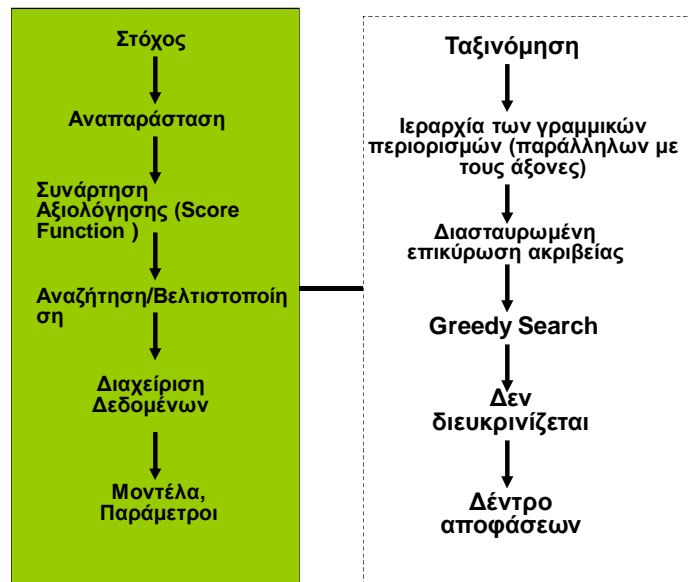 Στόχος
Αναπαράσταση
Συνάρτηση
Αξιολόγησης (Score
Function )
Αναζήτηση/Βελτιστοποίη
ση
Διαχείριση
Δεδομένων
Μοντέλα,
Παράμετροι
Ταξινόμηση
Ιεραρχία των γραμμικών
περιορισμών (παράλληλων με
τους άξονες)
Διασταυρωμένη
επικύρωση ακριβείας
Greedy Search
Δεν
διευκρινίζεται
Δέντρο
αποφάσεων